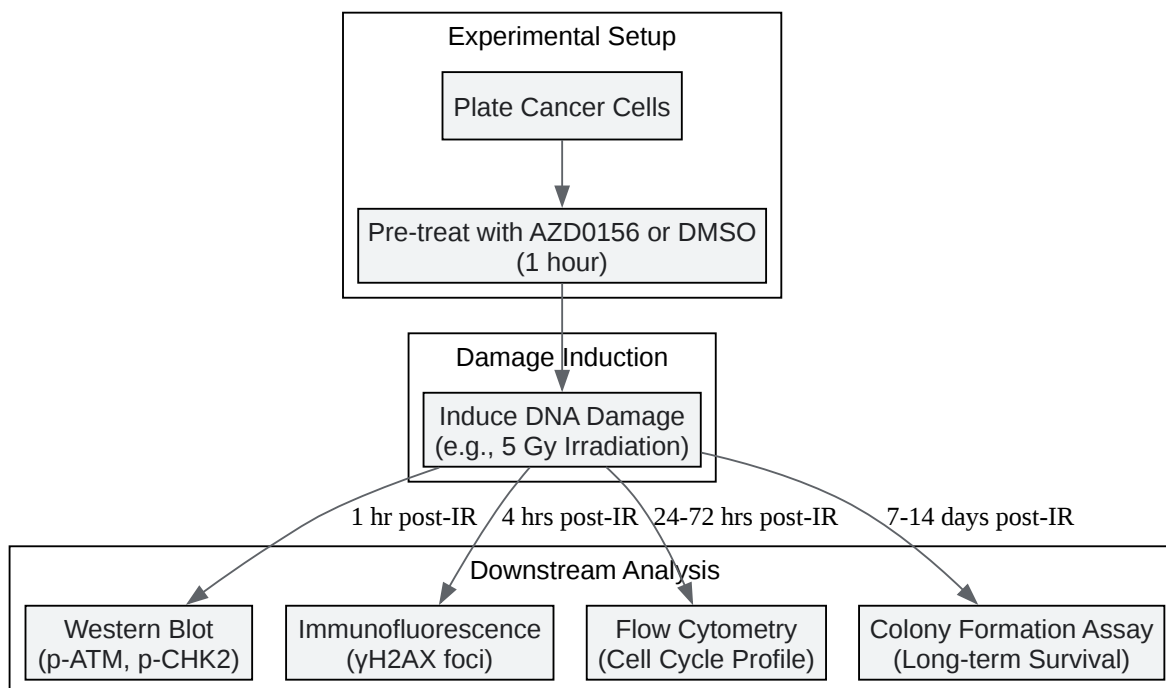 Experimental Setup
Plate Cancer Cells
Pre-treat with AZD0156 or DMSO
(1 hour)
Damage Induction
Induce DNA Damage
(e.g., 5 Gy Irradiation)
1 hr post-IR
4 hrs post-IR
24-72 hrs post-IR
7-14 days post-IR
Downstream Analysis
Western Blot
(p-ATM, p-CHK2)
Immunofluorescence
(γH2AX foci)
Flow Cytometry
(Cell Cycle Profile)
Colony Formation Assay
(Long-term Survival)